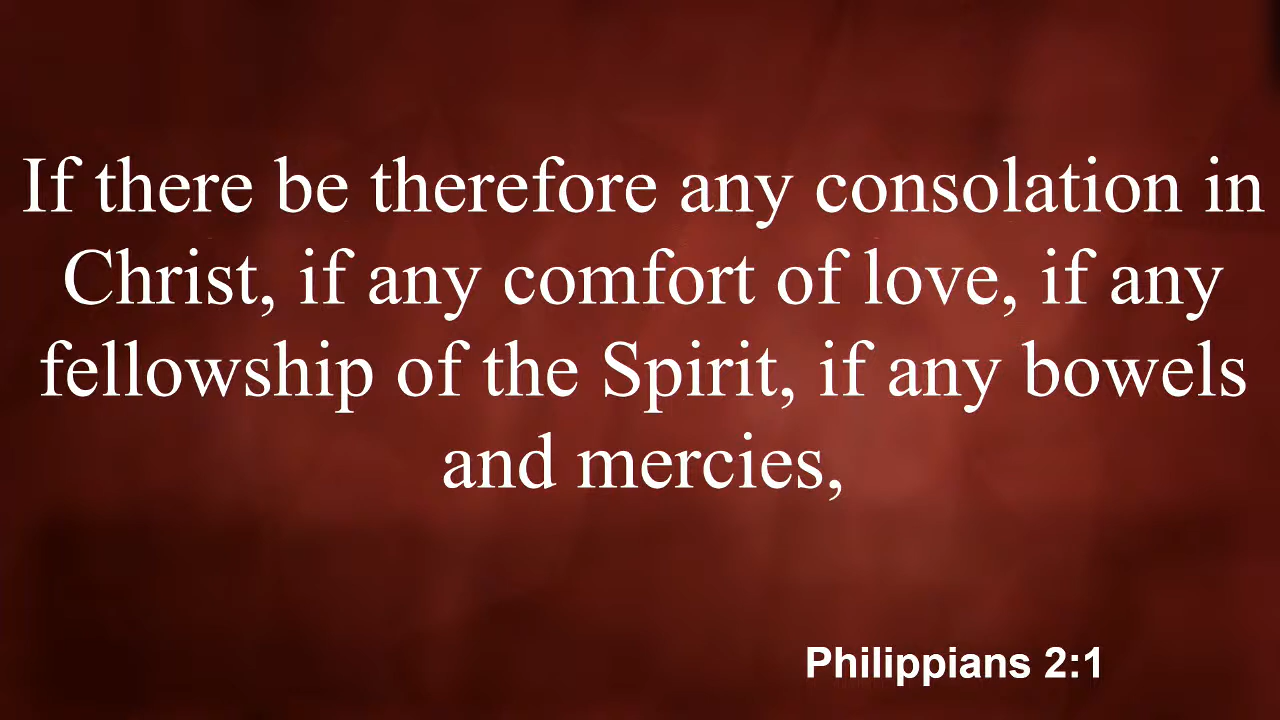 If there be therefore any consolation in
Christ, if any comfort of love, if any
fellowship of the Spirit, if any bowels
and mercies,
Philippians 2:1